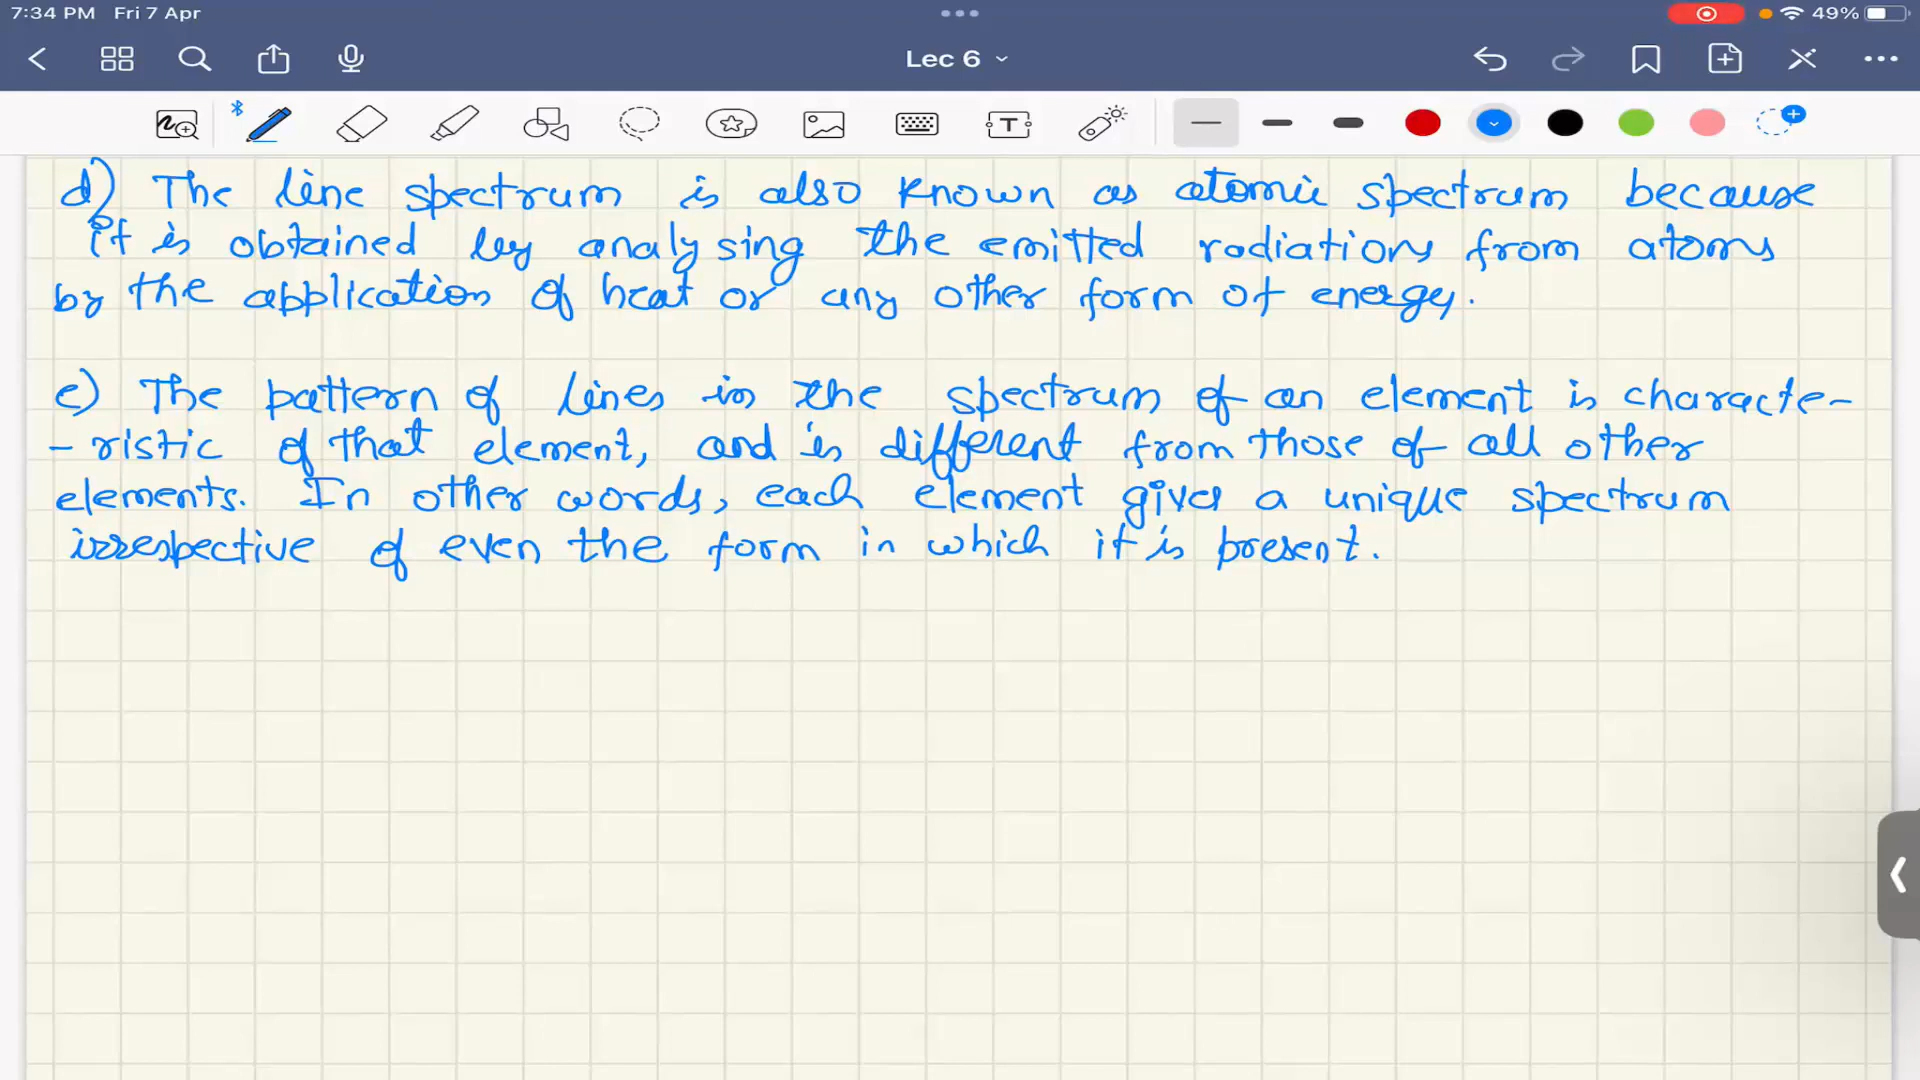 7:34 PM Fri 7 Apr
49%
Lec 6
T
d) The line spectrum is also known as atomic spectrum because
it is obtained by analysing the emitted radiations from atoms
by the application of heat or any other form of energy.
e) The pattern of lines in the spectrum of an element is characte-
-ristic of that element, and is different from those of all other
elements. In other words, each element gives a unique spectrum
irrespective of even the form in which it is present.